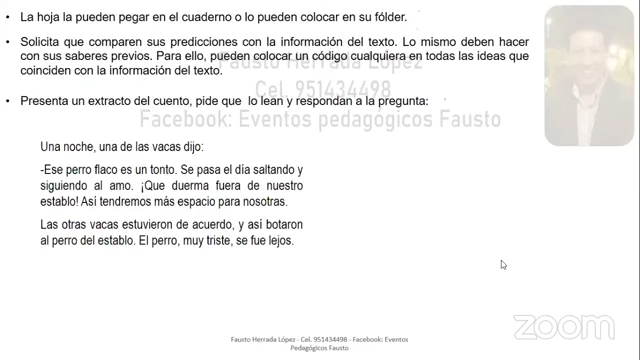 • La hoja la pueden pegar en el cuaderno o lo pueden colocar en su fólder.
• Solicita que comparen sus predicciones con la información del texto. Lo mismo deben hacer
con sus saberes previos. Para ello, pueden colocar un código cualquiera en todas las ideas que
coinciden con la información del texto.
Fausto Herrada López
Cel. 951434498
• Presenta un extracto del cuento, pide que lo lean y respondan a la pregunta:
Facebook: Eventos pedagógicos Fausto
Una noche, una de las vacas dijo:
-Ese perro flaco es un tonto. Se pasa el día saltando y
siguiendo al amo. ¡Que duerma fuera de nuestro
establo! Así tendremos más espacio para nosotras.
Las otras vacas estuvieron de acuerdo, y así botaron
al perro del establo. El perro, muy triste, se fue lejos.
zoom
Fausto Herrada López - Cel. 951434498 - Facebook: Eventos
Pedagógicos Fausto